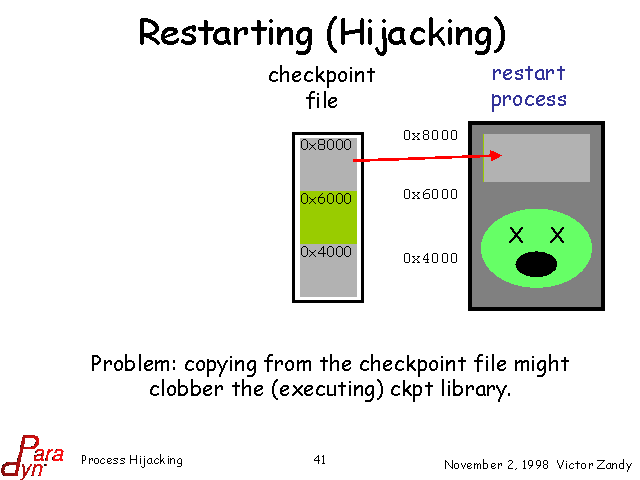 Restarting (Hijacking)
checkpoint
file
restart
process
0x8000
0x6000
0x4000
0x8000
0x6000
0x4000
X X
Problem: copying from the checkpoint file might
clobber the (executing) ckpt library.
Para
dyn
Process Hijacking
41
November 2, 1998 Victor Zandy